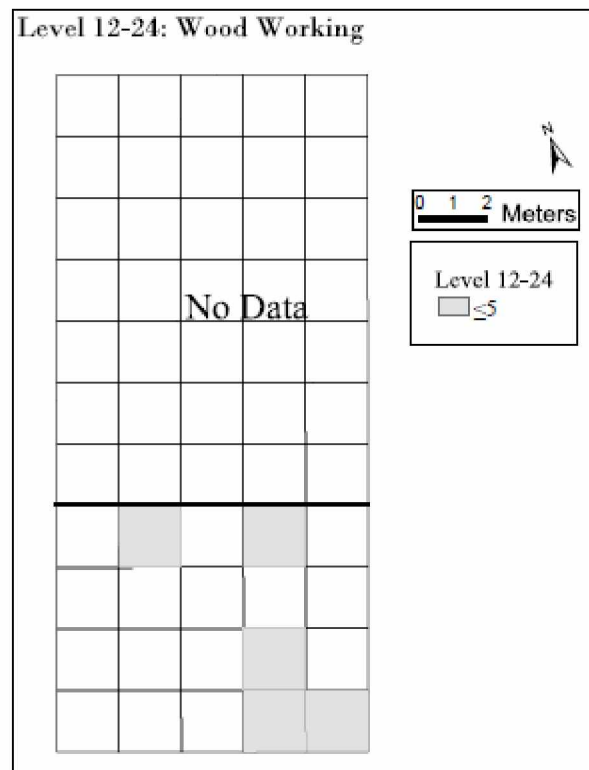 Level 12-24: Wood Working
N
0 1 2
Meters
Level 12-24
≤5
No Data